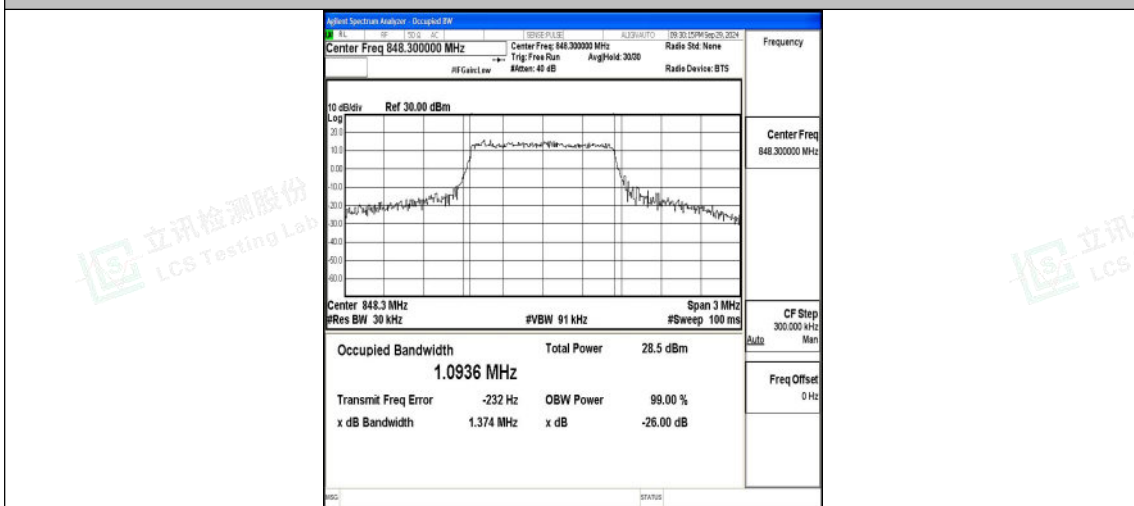 Agilent Spectrum Analyzer - Occupied BW
RL RF 50 Ω AC SENSE:PULSE ALIGNAUTO 09:30:15PM Sep 29, 2024
Center Freq 848.300000 MHz
Center Freq: 848.300000 MHz
Radio Std: None
Trig: Free Run Avg|Hold: 30/30
#IFGain:Low #Atten: 40 dB Radio Device: BTS
10 dB/div Ref 30.00 dBm
Log
20.0
10.0
0.00
-10.0
-20.0
-30.0
-40.0
-50.0
-60.0
Center 848.3 MHz Span 3 MHz
#Res BW 30 kHz #VBW 91 kHz #Sweep 100 ms
Occupied Bandwidth Total Power 28.5 dBm
1.0936 MHz
Transmit Freq Error -232 Hz OBW Power 99.00 %
x dB Bandwidth 1.374 MHz x dB -26.00 dB
MSG STATUS
Frequency
Center Freq
848.300000 MHz
CF Step
300.000 kHz
Auto Man
Freq Offset
0 Hz
立讯检测股份
LCS Testing Lab
立讯
LCS